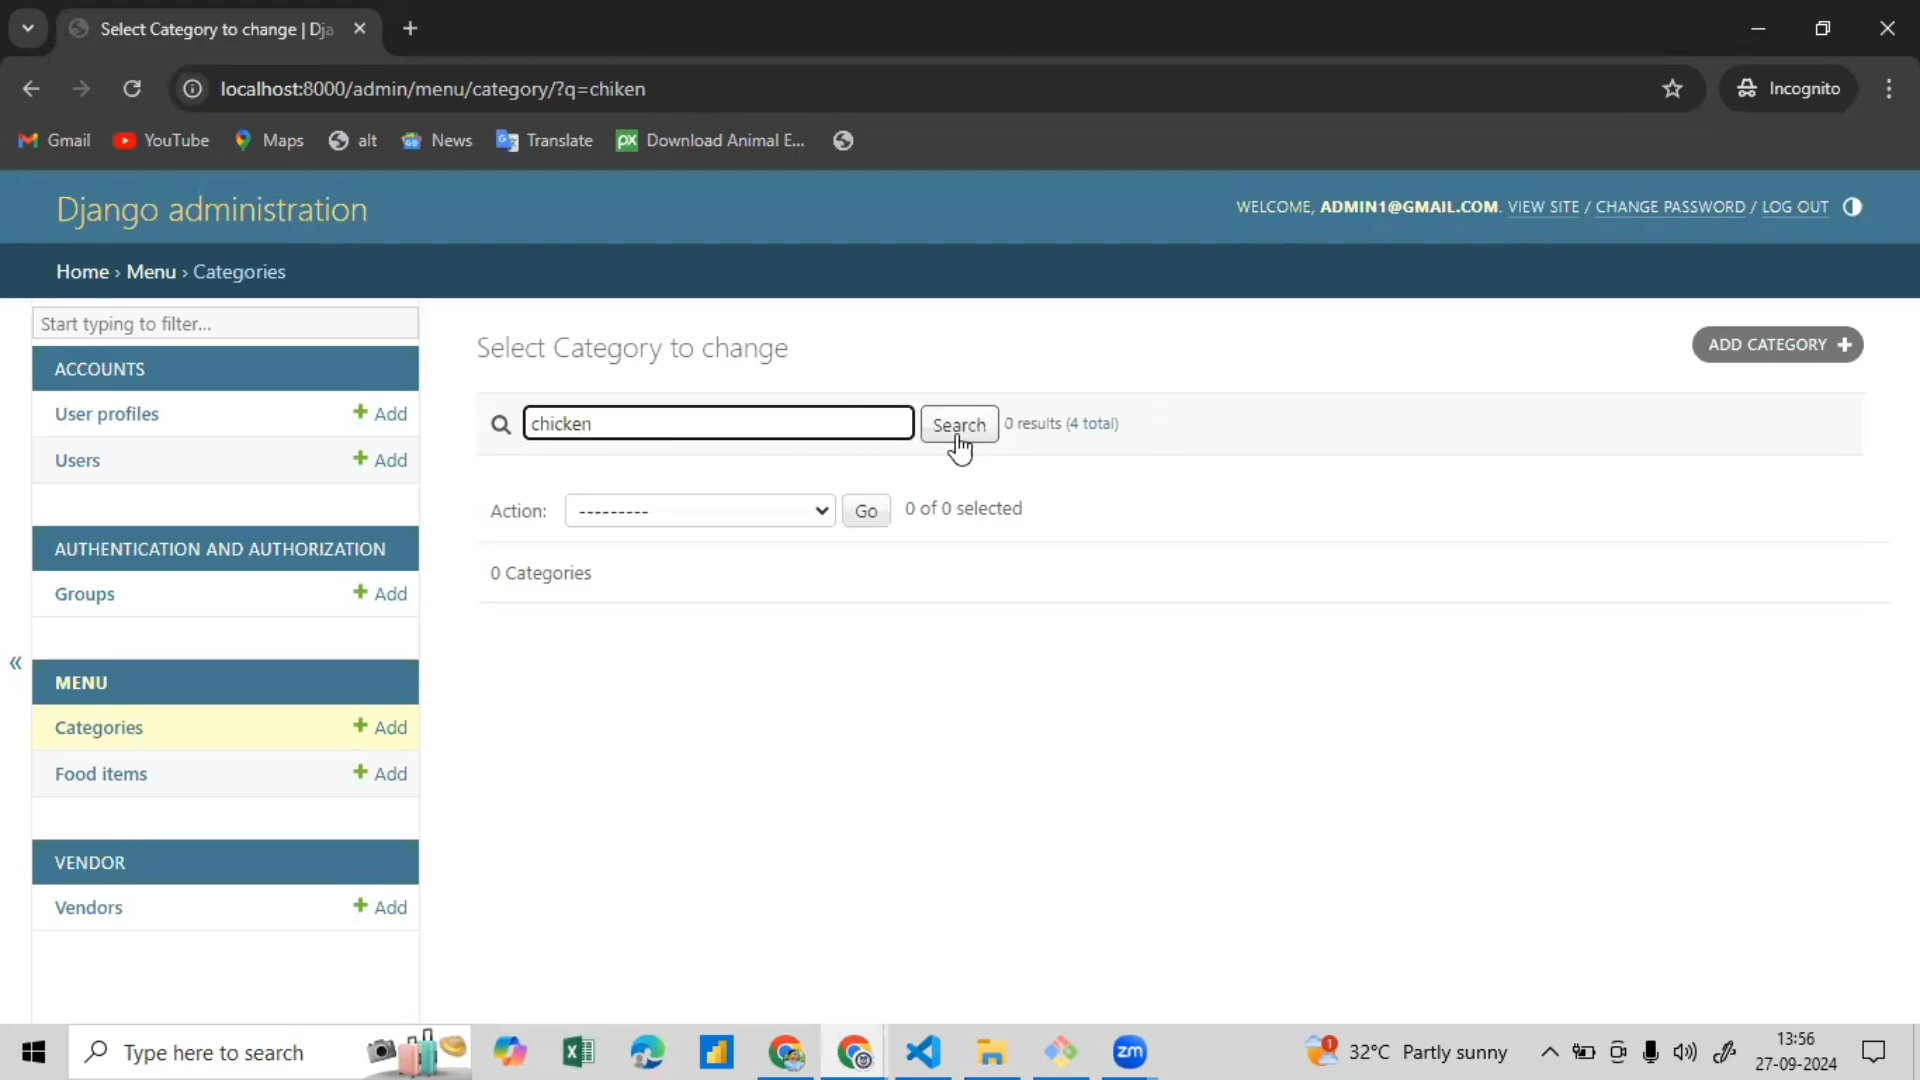 Select Category to change | Dja
localhost:8000/admin/menu/category/?q=chiken
Incognito
Gmail YouTube Maps alt News Translate px Download Animal E...
Django administration
WELCOME, ADMIN1@GMAIL.COM. VIEW SITE / CHANGE PASSWORD / LOG OUT
Home › Menu › Categories
Start typing to filter...
ACCOUNTS
User profiles + Add
Users + Add
AUTHENTICATION AND AUTHORIZATION
Groups + Add
«
MENU
Categories + Add
Food items + Add
VENDOR
Vendors + Add
Select Category to change
ADD CATEGORY +
chicken Search 0 results (4 total)
Action: --------- Go 0 of 0 selected
0 Categories
Type here to search
zm
1
32°C Partly sunny
13:56
27-09-2024